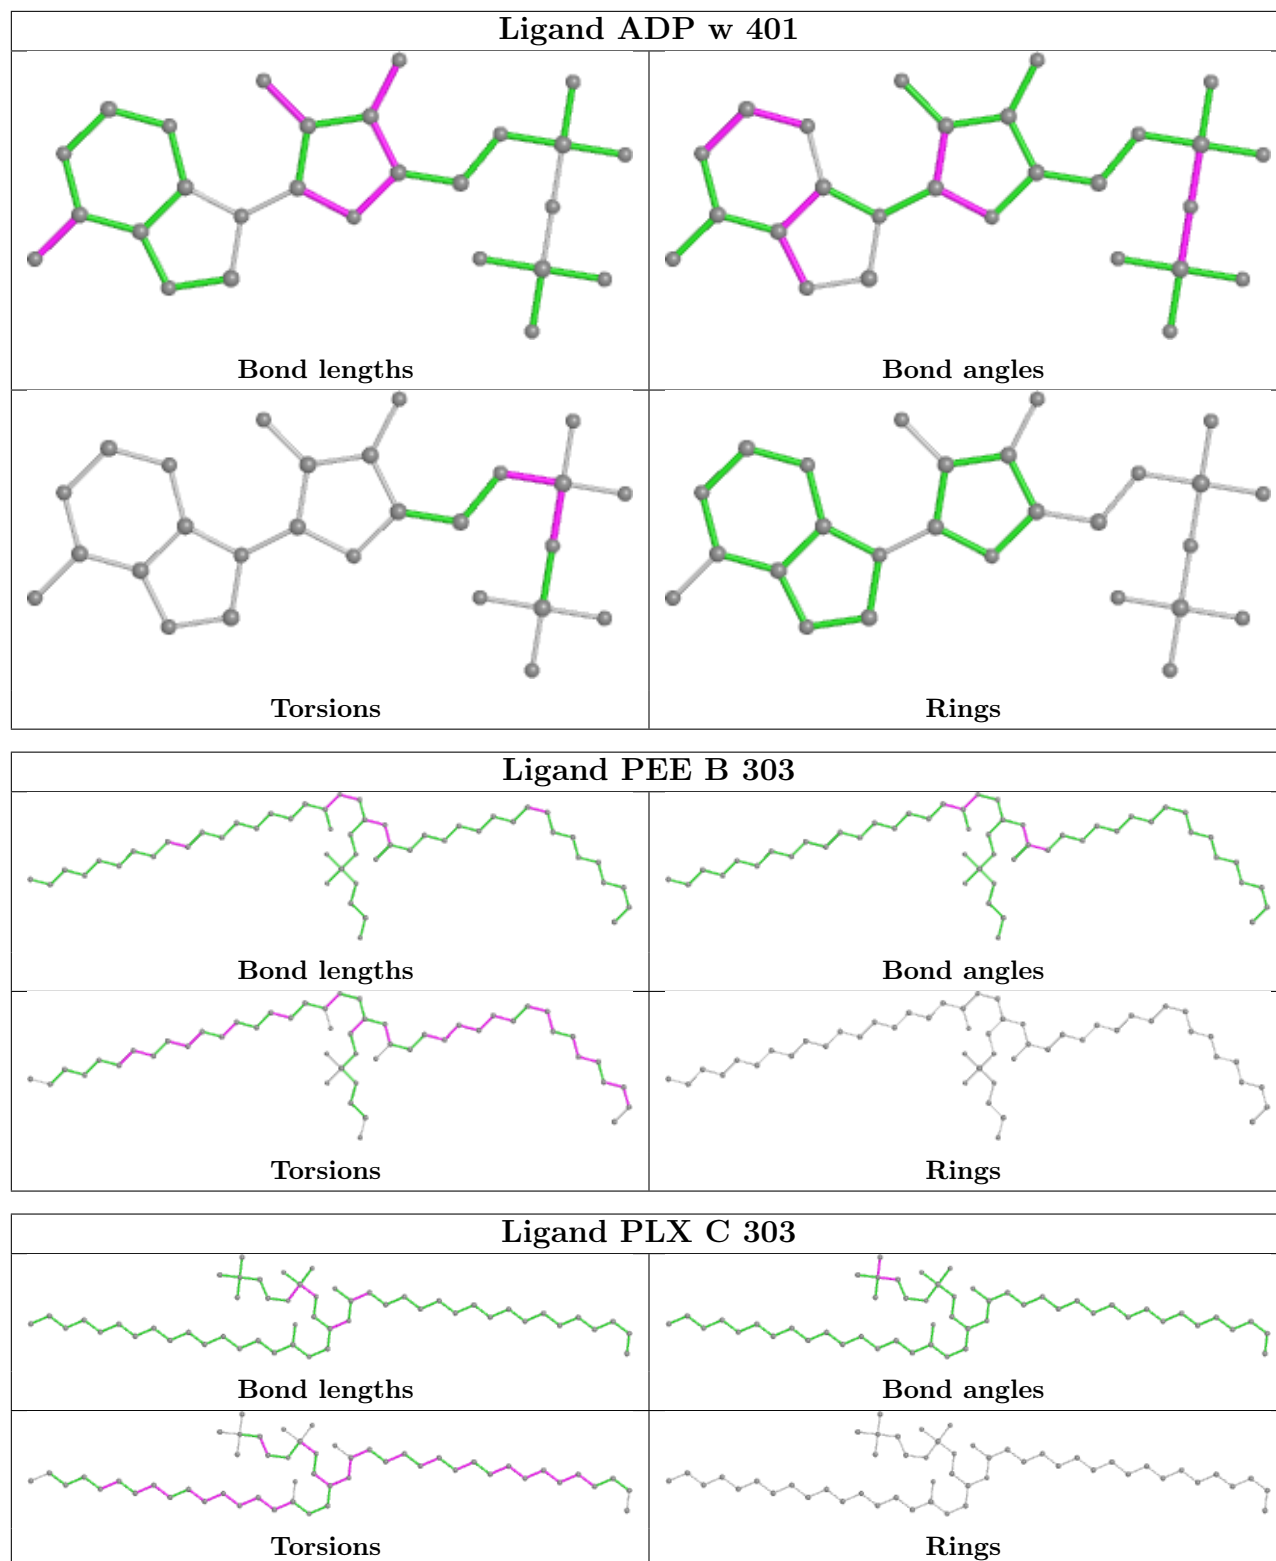 Ligand ADP w 401
Bond lengths
Bond angles
Torsions
Rings
Ligand PEE B 303
Bond lengths
Bond angles
Torsions
Rings
Ligand PLX C 303
Bond lengths
Bond angles
Torsions
Rings